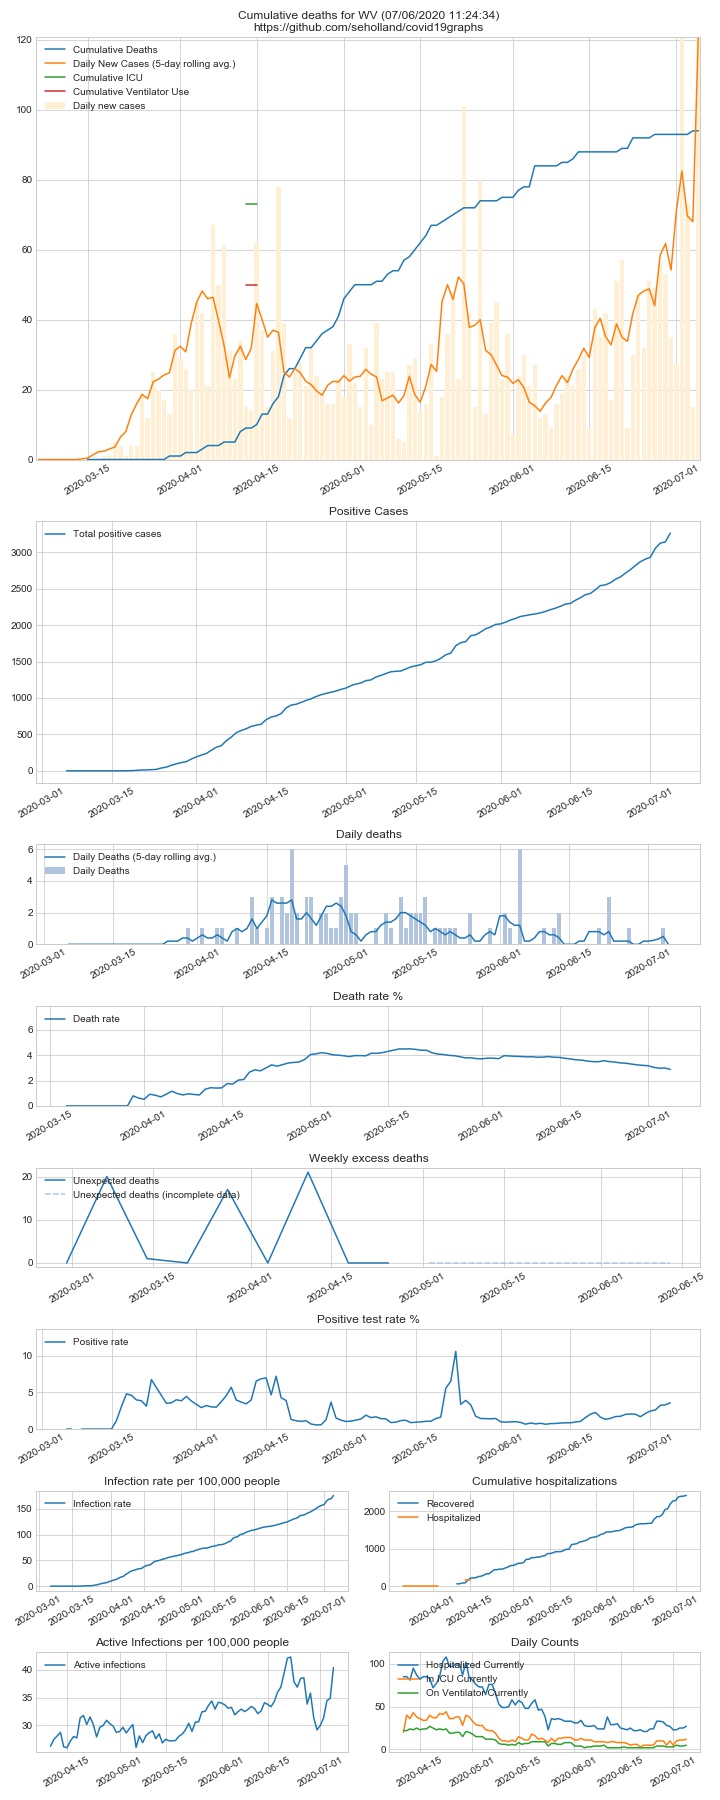 Cumulative deaths for WV (07/06/2020 11:24:34)
https://github.com/seholland/covid19graphs
120
100
80
60
40
20
0
Cumulative Deaths
Daily New Cases (5-day rolling avg.)
Cumulative ICU
Cumulative Ventilator Use
Daily new cases
2020-03-15 2020-04-01 2020-04-15 2020-05-01 2020-05-15 2020-06-01 2020-06-15 2020-07-01
Positive Cases
Total positive cases
3000
2500
2000
1500
1000
500
0
2020-03-01 2020-03-15 2020-04-01 2020-04-15 2020-05-01 2020-05-15 2020-06-01 2020-06-15 2020-07-01
Daily deaths
Daily Deaths (5-day rolling avg.)
Daily Deaths
6
4
2
0
2020-03-01 2020-03-15 2020-04-01 2020-04-15 2020-05-01 2020-05-15 2020-06-01 2020-06-15 2020-07-01
Death rate %
Death rate
6
4
2
0
2020-03-15 2020-04-01 2020-04-15 2020-05-01 2020-05-15 2020-06-01 2020-06-15 2020-07-01
Weekly excess deaths
Unexpected deaths
Unexpected deaths (incomplete data)
20
10
0
2020-03-01 2020-03-15 2020-04-01 2020-04-15 2020-05-01 2020-05-15 2020-06-01 2020-06-15
Positive test rate %
Positive rate
10
5
0
2020-03-01 2020-03-15 2020-04-01 2020-04-15 2020-05-01 2020-05-15 2020-06-01 2020-06-15 2020-07-01
Infection rate per 100,000 people
Infection rate
150
100
50
0
2020-03-01 2020-03-15 2020-04-01 2020-04-15 2020-05-01 2020-05-15 2020-06-01 2020-06-15 2020-07-01
Cumulative hospitalizations
Recovered
Hospitalized
2000
1000
0
2020-04-01 2020-04-15 2020-05-01 2020-05-15 2020-06-01 2020-06-15 2020-07-01
Active Infections per 100,000 people
Active infections
40
35
30
2020-04-15 2020-05-01 2020-05-15 2020-06-01 2020-06-15 2020-07-01
Daily Counts
Hospitalized Currently
In ICU Currently
On Ventilator Currently
100
50
0
2020-04-15 2020-05-01 2020-05-15 2020-06-01 2020-06-15 2020-07-01